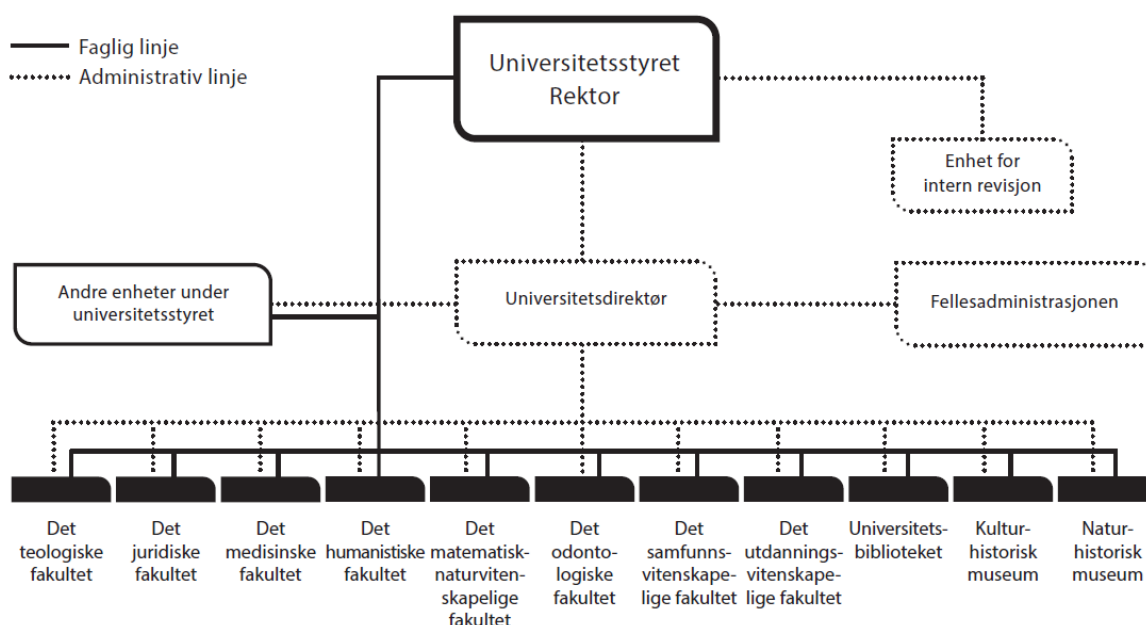 Faglig linje
Administrativ linje
Universitetsstyret
Rektor
Enhet for
intern revisjon
Andre enheter under
universitetsstyret
Universitetsdirektør
Fellesadministrasjonen
Det
teologiske
fakultet
Det
juridiske
fakultet
Det
medisinske
fakultet
Det
humanistiske
fakultet
Det
matematisk-
naturviten-
skapelige
fakultet
Det
odonto-
logiske
fakultet
Det
samfunns-
vitenskape-
lige fakultet
Det
utdannings-
vitenskape-
lige fakultet
Universitets-
biblioteket
Kultur-
historisk
museum
Natur-
historisk
museum